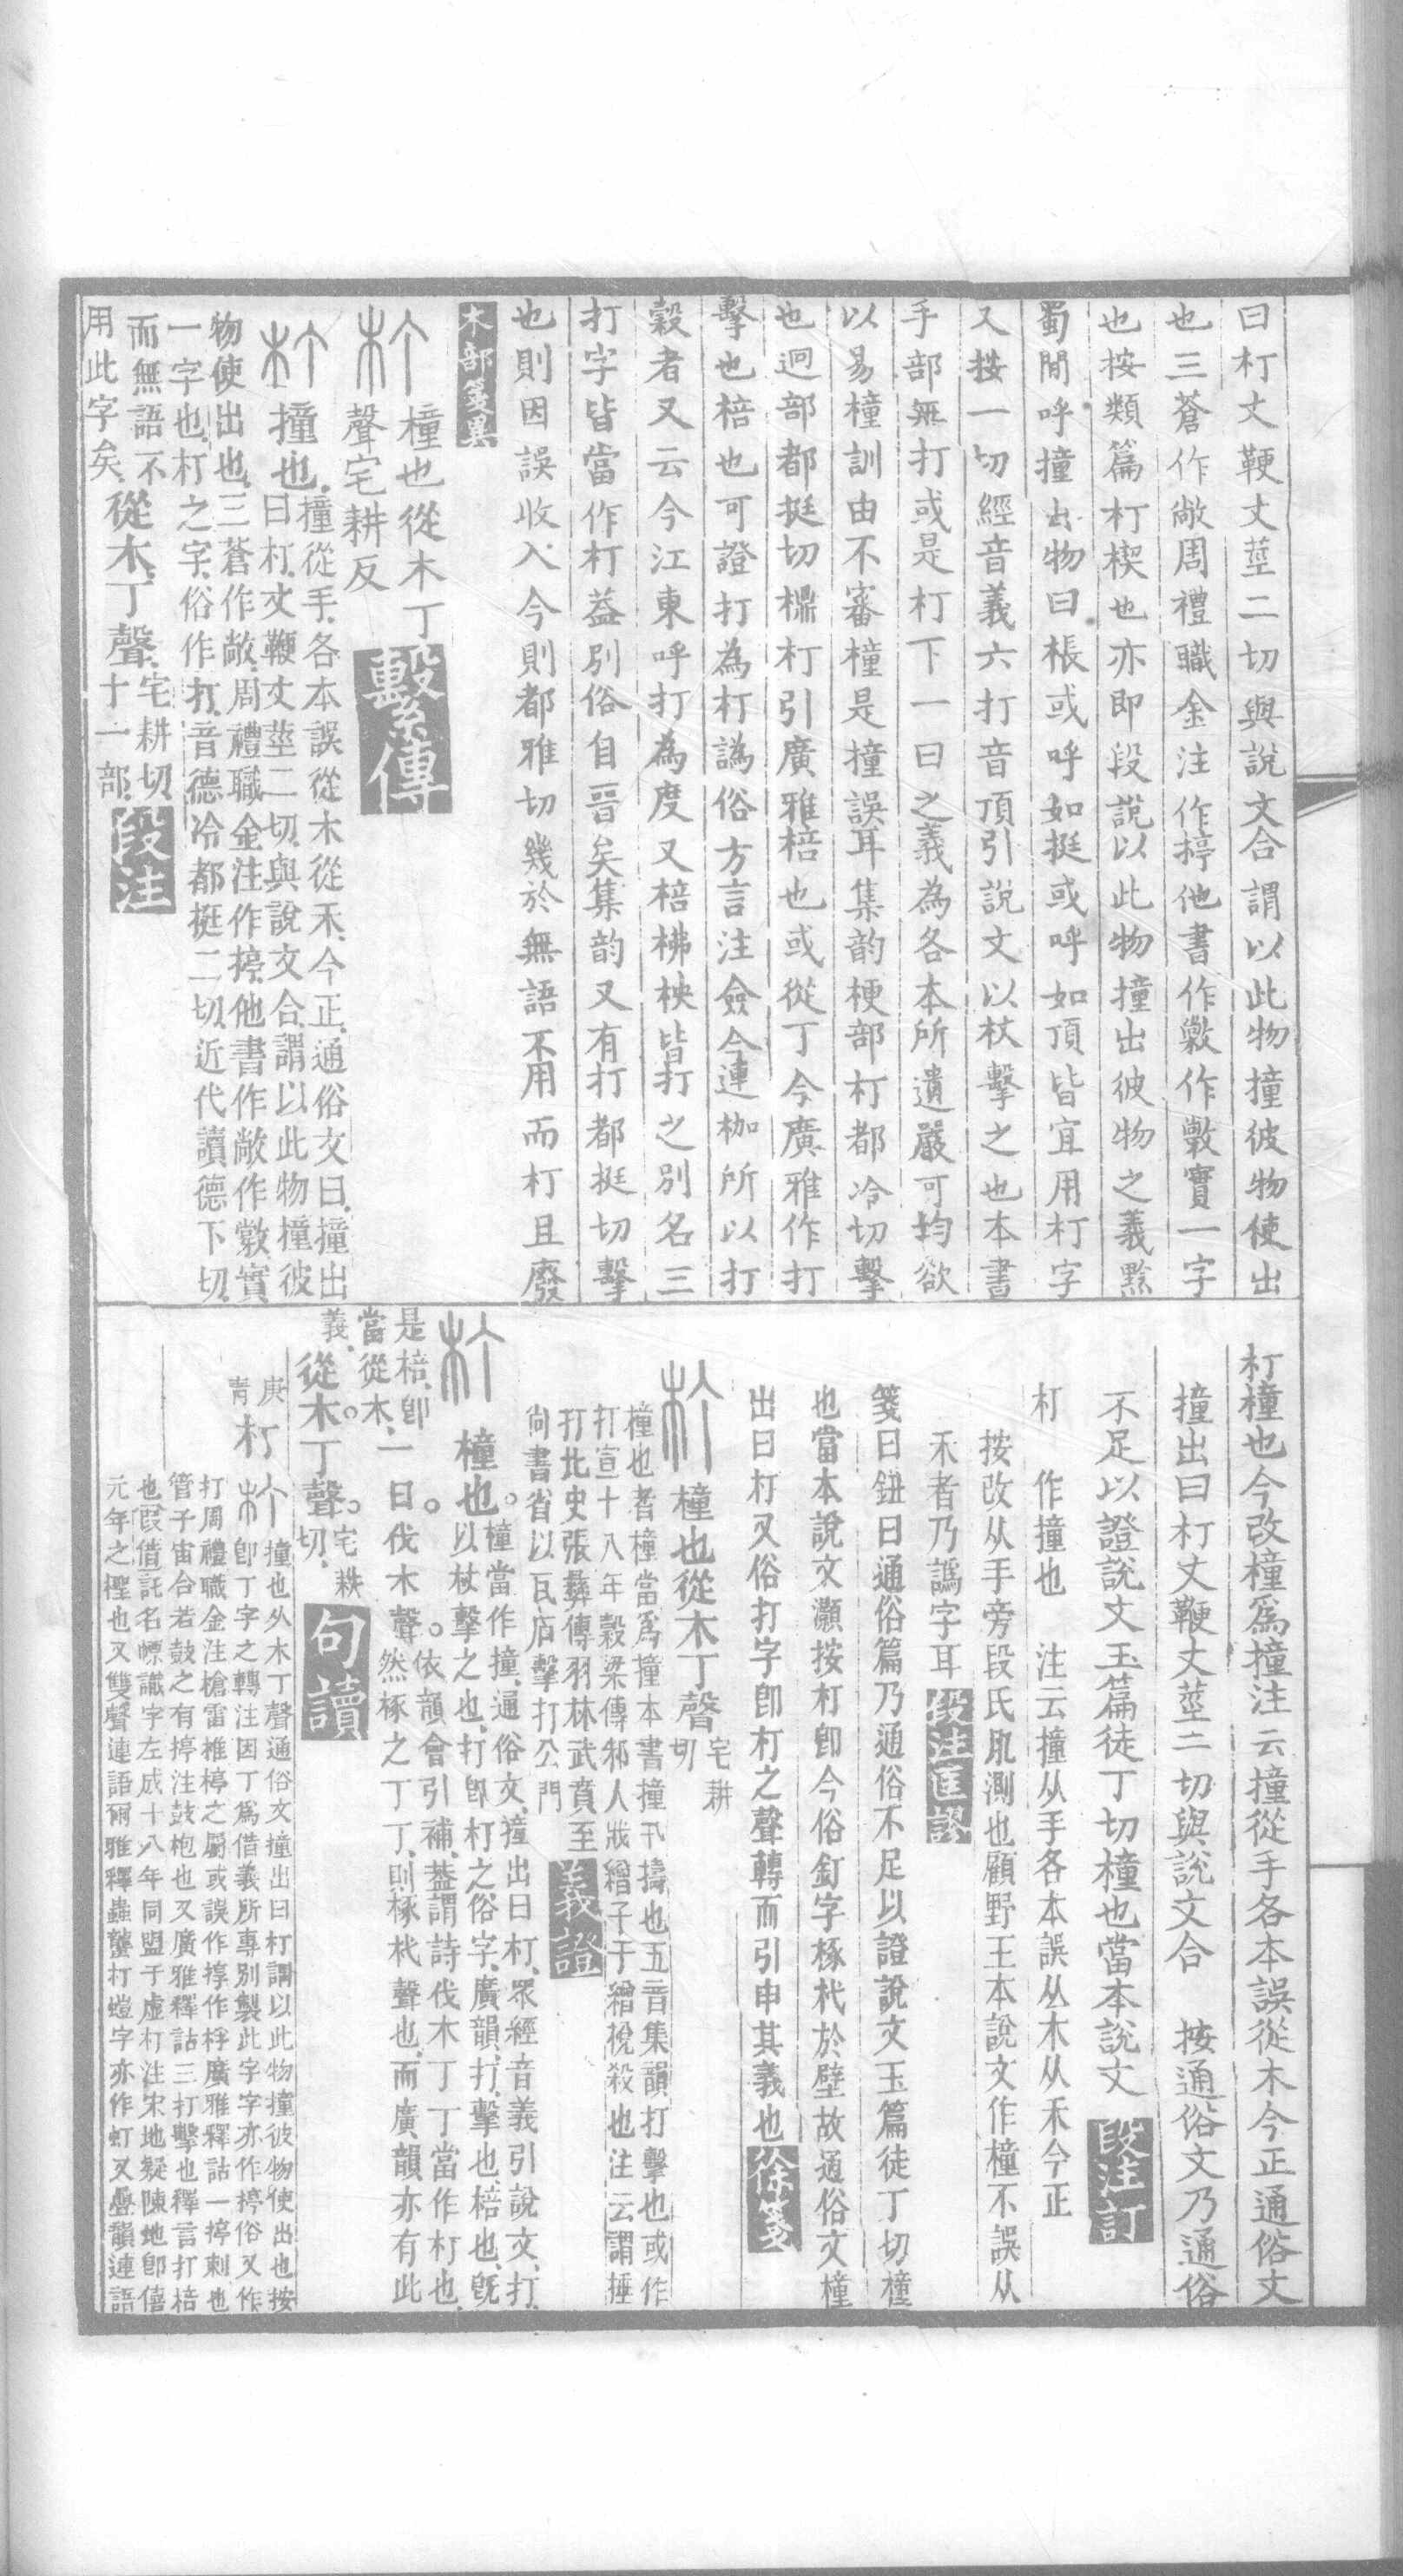 曰朾丈鞕丈莖二切與說文合謂以此物撞彼物使出
也三蒼作敞周禮職金注作揨他書作𢿨作敳實一字
也按類篇朾楔也亦即段說以此物撞出彼物之義黔
蜀閒呼撞出物曰棖或呼如挺或呼如頂皆宜用朾字
又按一切經音義六打音頂引說文以杖擊之也本書
手部無打或是朾下一曰之義為各本所遺嚴可均欲
以易橦訓由不審橦是撞誤耳集韵梗部朾都冷切擊
也迥部都挺切㯑朾引廣雅棓也或從丁今廣雅作打
擊也棓也可證打為朾譌俗方言注僉今連枷所以打
穀者又云今江東呼打為度又棓柫柍皆打之別名三
打字皆當作朾葢別俗自晉矣集韵又有打都挺切擊
也則因誤收入今則都雅切幾於無語不用而朾且廢
木部箋異
朾橦也從木丁
聲宅耕反
繫傳
朾撞也撞從手各本誤從木從禾今正通俗文曰撞出
曰朾丈鞕丈莖二切與說文合謂以此物撞彼
物使出也三蒼作敞周禮職金注作揨他書作敞作𢿨實
一字也朾之字俗作打音德冷都挺二切近代讀德下切
而無語不
用此字矣從木丁聲宅耕切十一部
段注
朾橦也今改橦爲撞注云撞從手各本誤從木今正通俗文
撞出曰朾丈鞕丈莖二切與說文合　按通俗文乃通俗
不足以證說文玉篇徒丁切橦也當本說文
段注訂
朾　作撞也　注云撞从手各本誤从木从禾今正
按改从手旁段氏肊測也顧野王本說文作橦不誤从
禾者乃譌字耳
段注匡謬
箋曰鈕曰通俗篇乃通俗不足以證說文玉篇徒丁切橦
也當本說文灝按朾卽今俗釘字椓杙於壁故通俗文橦
出曰朾又俗打字卽朾之聲轉而引申其義也
徐箋
朾橦也從木丁聲宅耕切
橦也者橦當爲撞本書撞卂擣也五音集韻打擊也或作
打宣十八年穀梁傳邾人戕繒子于繒梲殺也注云謂捶
打北史張彝傳羽林武賁至
尙書省以瓦𡱰擊打公門
義證
朾橦也橦當作撞通俗文撞出曰朾眾經音義引說文打
以杖擊之也打卽朾之俗字廣韻打擊也棓也旣
是棓卽
當從木一曰伐木聲依韻會引補葢謂詩伐木丁丁當作朾也
然椓之丁丁則椓杙聲也而廣韻亦有此
義從木丁聲宅耕切
句讀
庚青
朾撞也从木丁聲通俗文撞出曰朾謂以此物撞彼物使出也按
卽丁字之轉注因丁爲借義所專別製此字字亦作揨俗又作
打周禮職金注槍雷椎椁之屬或誤作揨作桴廣雅釋詁一揨刺也
管子宙合若鼓之有揨注鼓枹也又廣雅釋詁三打擊也釋言打棓
也叚借託名幖識字左成十八年同盟于虛朾注宋地疑陳地卽僖
元年之檉也又雙聲連語爾雅釋蟲蠪朾螘字亦作虰又疊韻連語